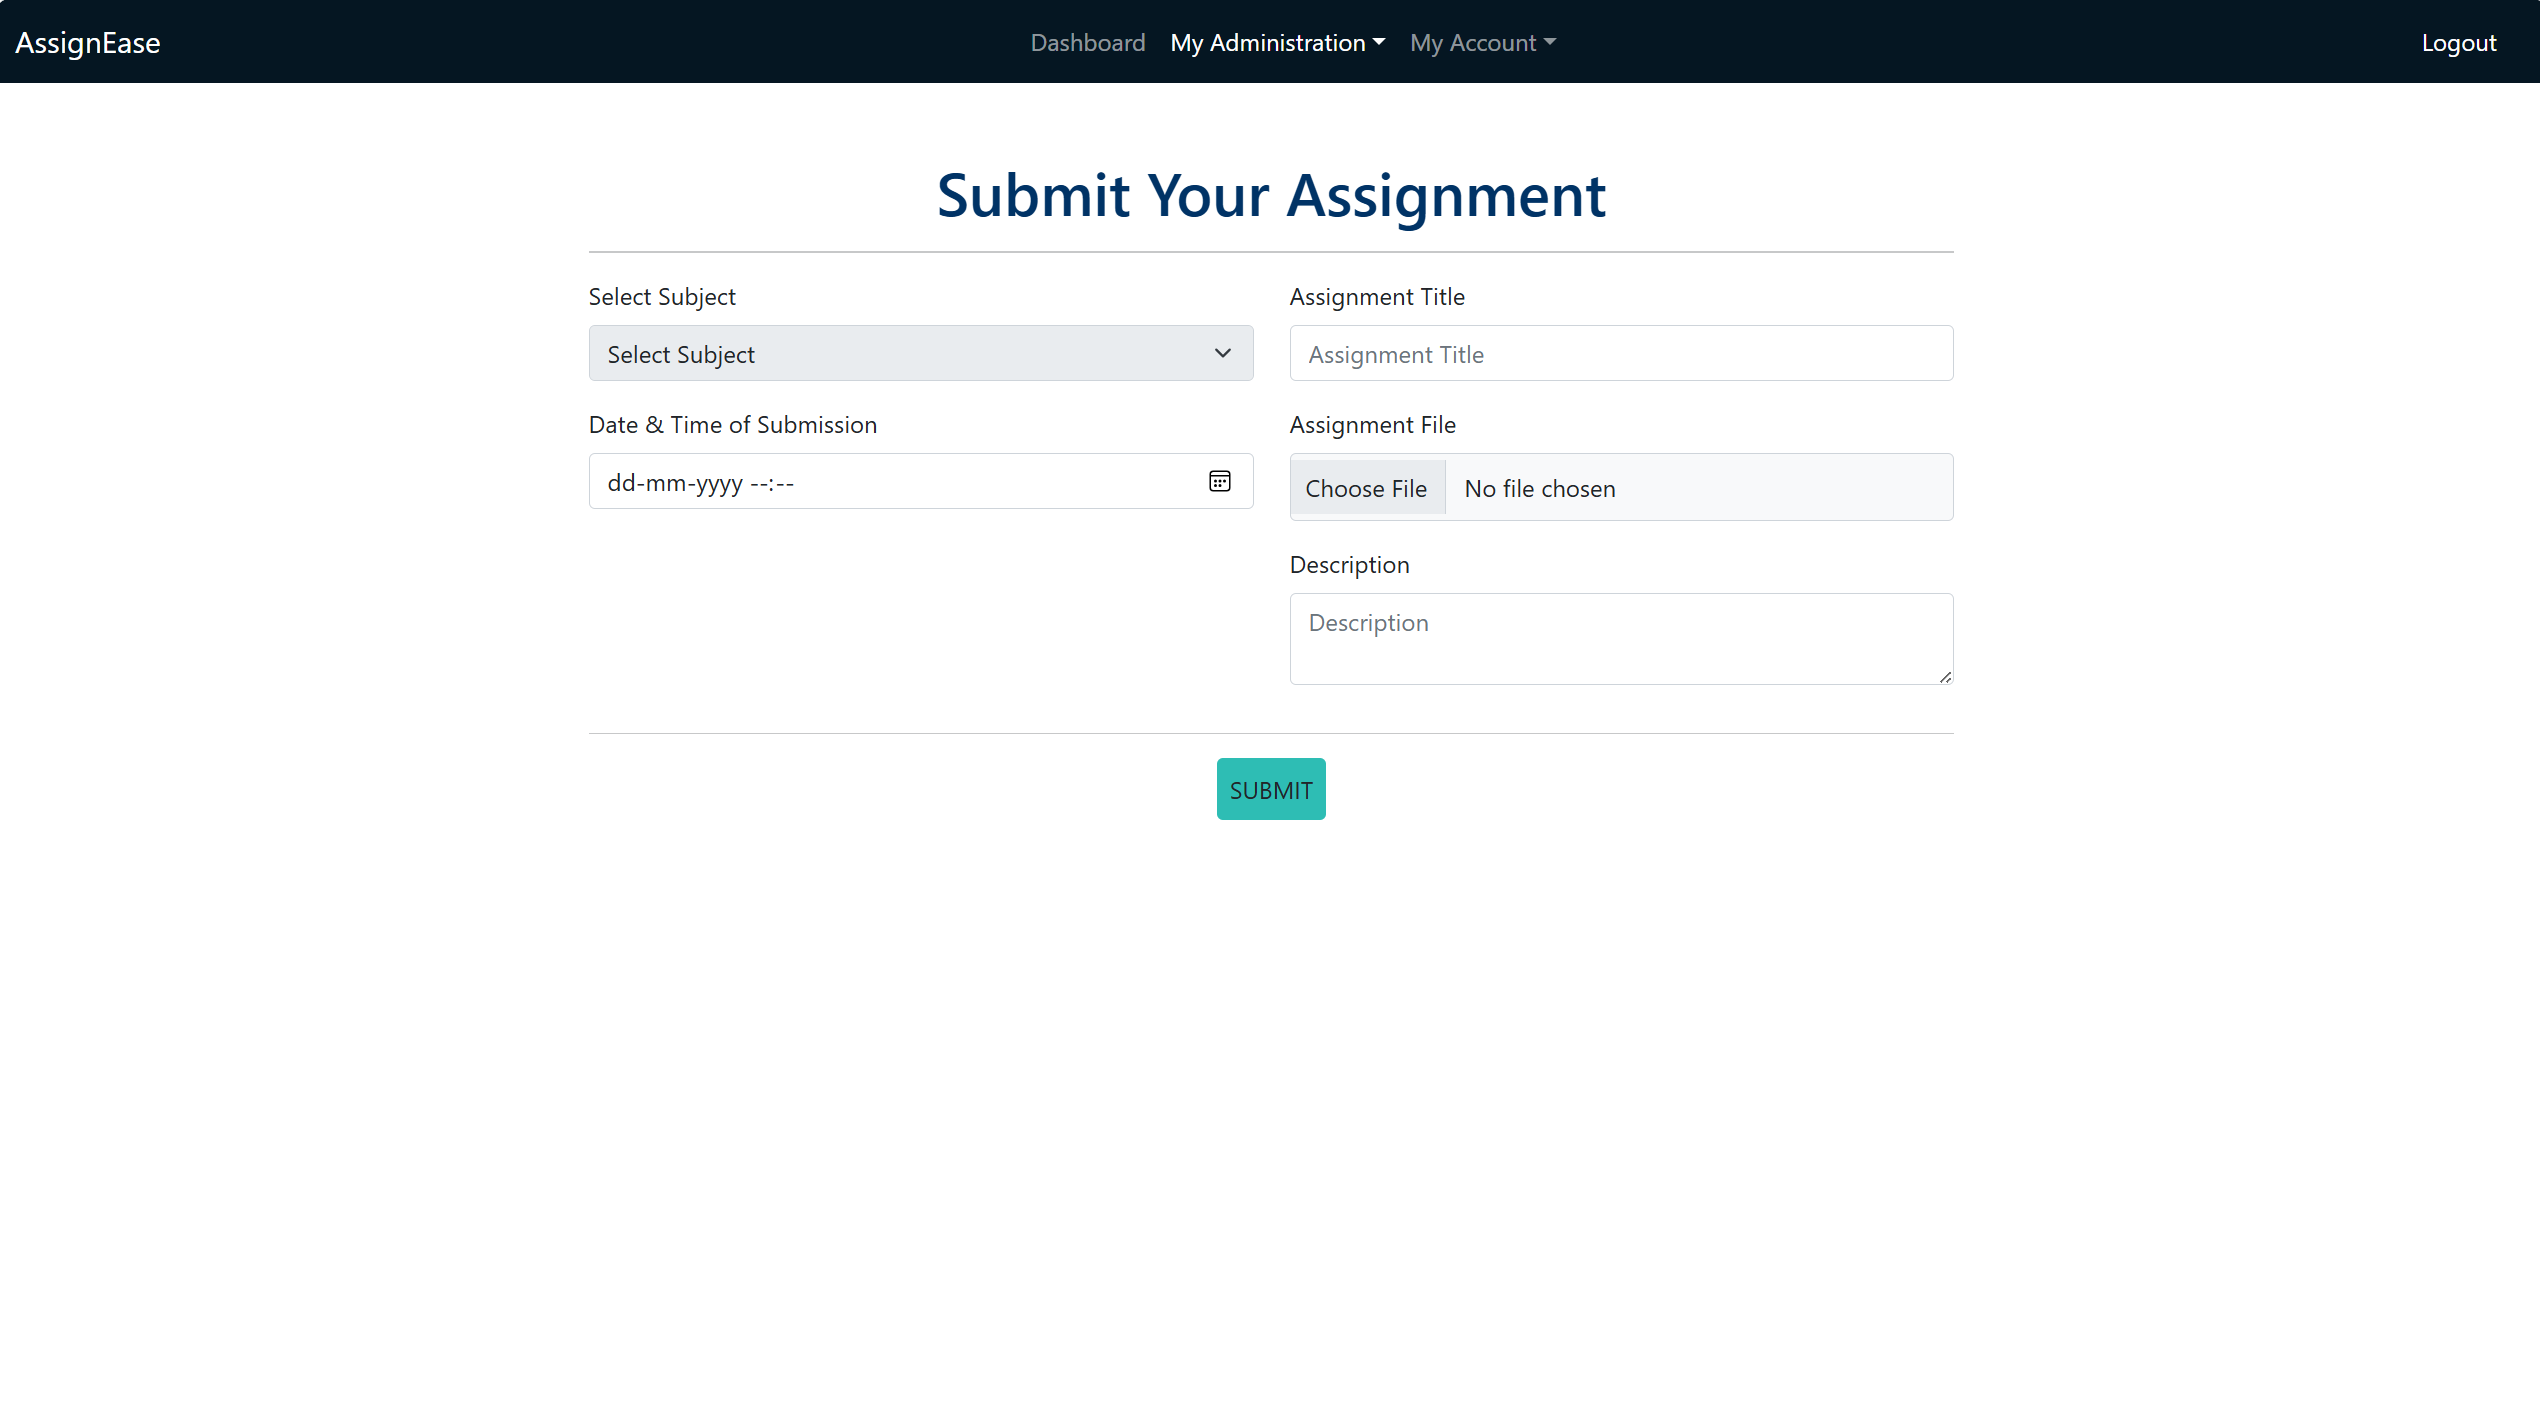 AssignEase
Dashboard
My Administration
My Account
Logout
Submit Your Assignment
Select Subject
Select Subject
Assignment Title
Assignment Title
Date & Time of Submission
dd-mm-yyyy --:--
Assignment File
Choose File
No file chosen
Description
Description
SUBMIT